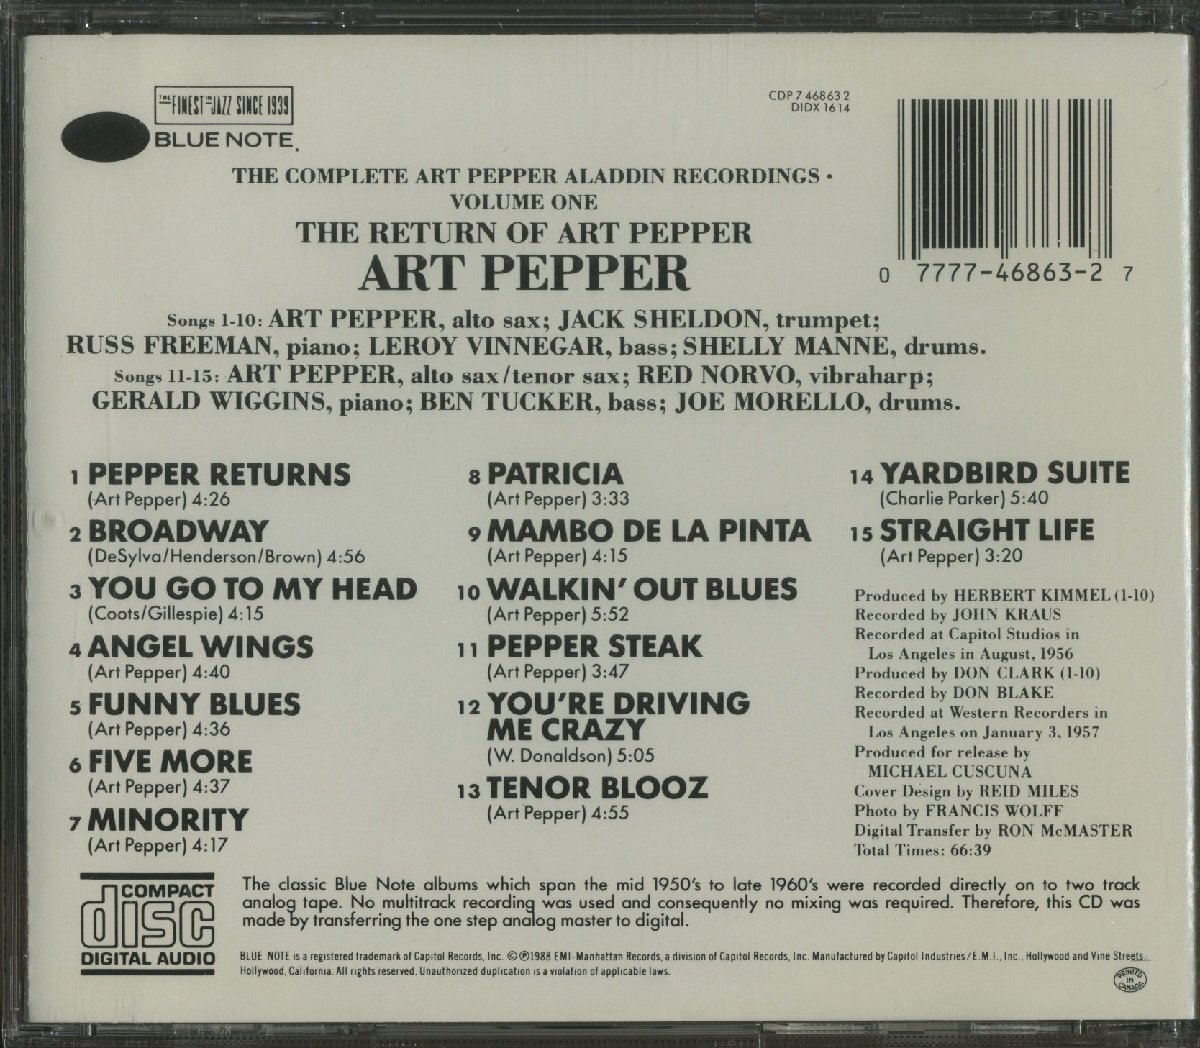 THE FINEST IN JAZZ SINCE 1939
BLUE NOTE.
CDP 7 46863 2
DIDX 1614
THE COMPLETE ART PEPPER ALADDIN RECORDINGS •
VOLUME ONE
THE RETURN OF ART PEPPER
ART PEPPER
0 7777-46863-2 7
Songs 1-10: ART PEPPER, alto sax; JACK SHELDON, trumpet;
RUSS FREEMAN, piano; LEROY VINNEGAR, bass; SHELLY MANNE, drums.
Songs 11-15: ART PEPPER, alto sax/tenor sax; RED NORVO, vibraharp;
GERALD WIGGINS, piano; BEN TUCKER, bass; JOE MORELLO, drums.
1 PEPPER RETURNS
(Art Pepper) 4:26
2 BROADWAY
(DeSylva/Henderson/Brown) 4:56
3 YOU GO TO MY HEAD
(Coots/Gillespie) 4:15
4 ANGEL WINGS
(Art Pepper) 4:40
5 FUNNY BLUES
(Art Pepper) 4:36
6 FIVE MORE
(Art Pepper) 4:37
7 MINORITY
(Art Pepper) 4:17
8 PATRICIA
(Art Pepper) 3:33
9 MAMBO DE LA PINTA
(Art Pepper) 4:15
10 WALKIN' OUT BLUES
(Art Pepper) 5:52
11 PEPPER STEAK
(Art Pepper) 3:47
12 YOU'RE DRIVING
ME CRAZY
(W. Donaldson) 5:05
13 TENOR BLOOZ
(Art Pepper) 4:55
14 YARDBIRD SUITE
(Charlie Parker) 5:40
15 STRAIGHT LIFE
(Art Pepper) 3:20
Produced by HERBERT KIMMEL (1-10)
Recorded by JOHN KRAUS
Recorded at Capitol Studios in
Los Angeles in August, 1956
Produced by DON CLARK (1-10)
Recorded by DON BLAKE
Recorded at Western Recorders in
Los Angeles on January 3, 1957
Produced for release by
MICHAEL CUSCUNA
Cover Design by REID MILES
Photo by FRANCIS WOLFF
Digital Transfer by RON McMASTER
Total Times: 66:39
COMPACT
disc
DIGITAL AUDIO
The classic Blue Note albums which span the mid 1950's to late 1960's were recorded directly on to two track
analog tape. No multitrack recording was used and consequently no mixing was required. Therefore, this CD was
made by transferring the one step analog master to digital.
BLUE NOTE is a registered trademark of Capitol Records, Inc. ©℗1988 EMI-Manhattan Records, a division of Capitol Records, Inc. Manufactured by Capitol Industries/E.M.I., Inc., Hollywood and Vine Streets,
Hollywood, California. All rights reserved. Unauthorized duplication is a violation of applicable laws.
PRINTED
IN
CANADA